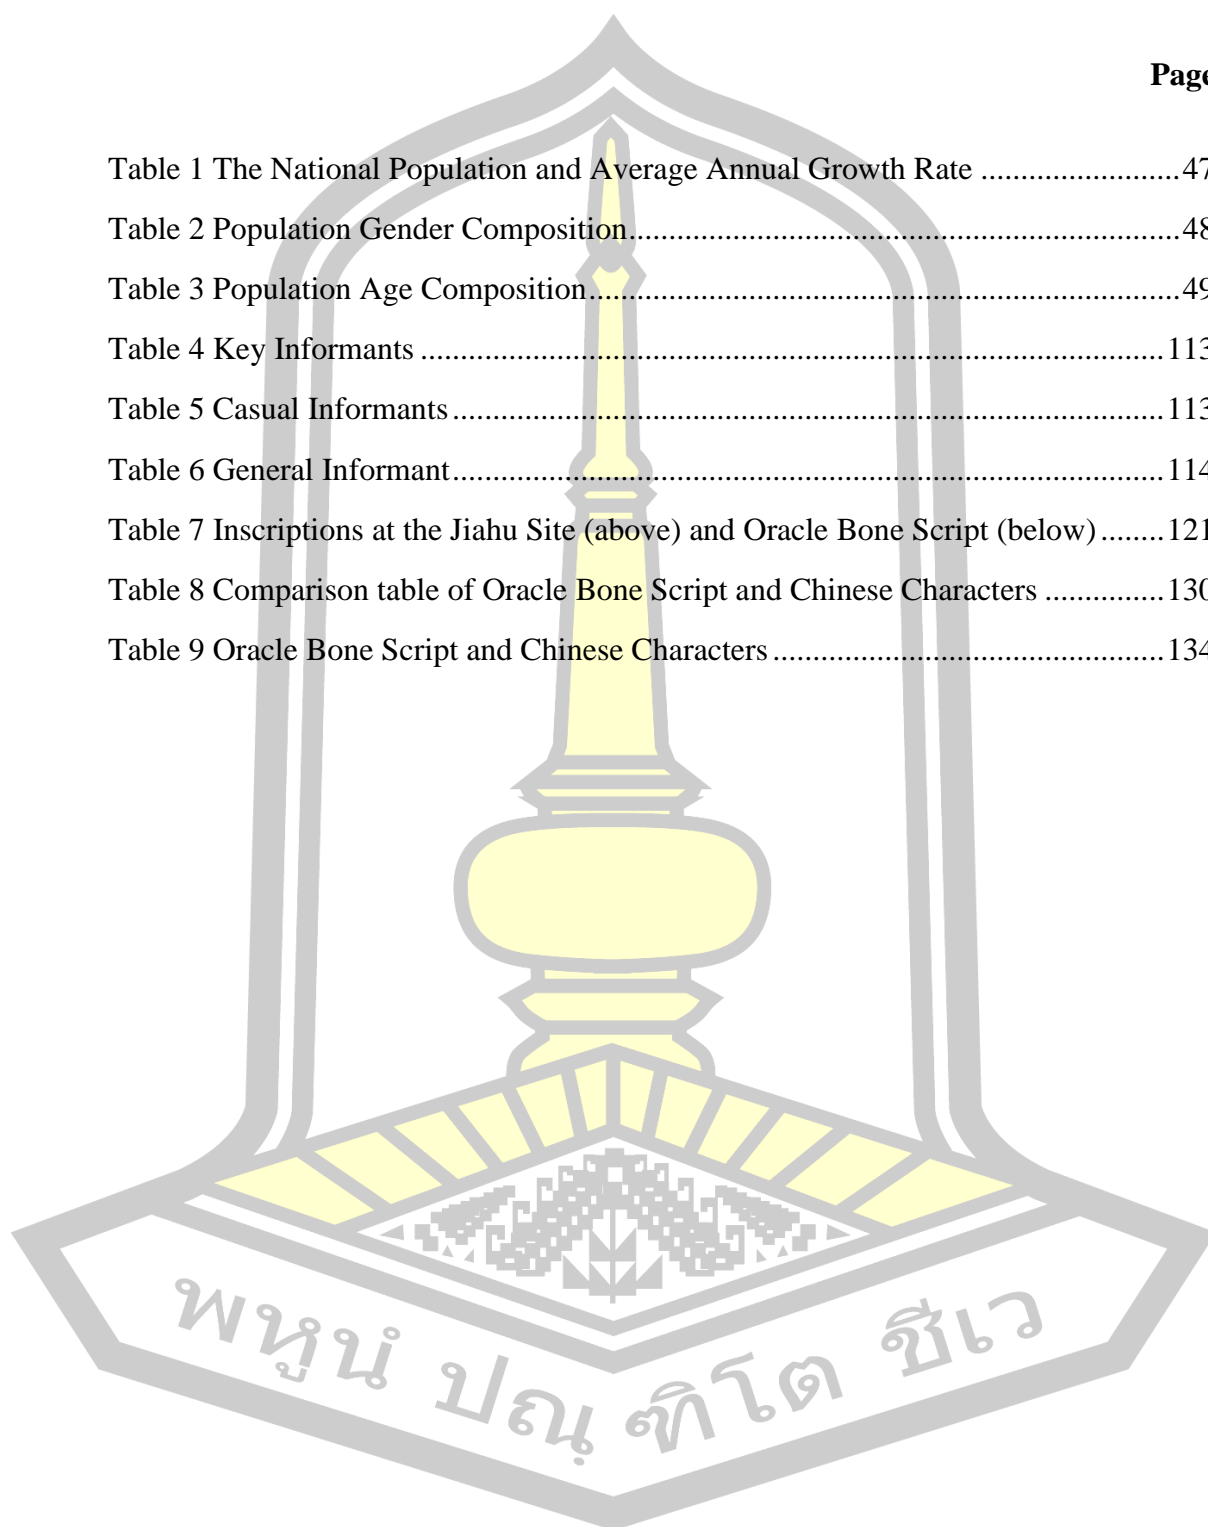 Page
Table 1 The National Population and Average Annual Growth Rate .......................47
Table 2 Population Gender Composition................................................................48
Table 3 Population Age Composition.....................................................................49
Table 4 Key Informants .........................................................................................113
Table 5 Casual Informants .....................................................................................113
Table 6 General Informant.....................................................................................114
Table 7 Inscriptions at the Jiahu Site (above) and Oracle Bone Script (below) ........121
Table 8 Comparison table of Oracle Bone Script and Chinese Characters ..............130
Table 9 Oracle Bone Script and Chinese Characters ..............................................134
พหูนํ ปณฺฑิโต ชีเว